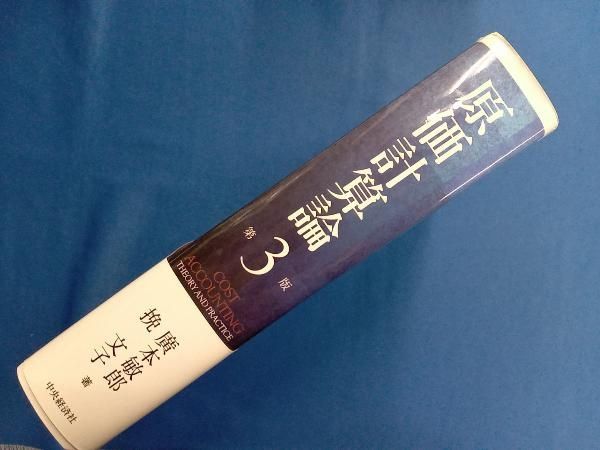 原価計算論
第3版
COST
ACCOUNTING
THEORY AND PRACTICE
廣本敏郎
挽文子
著
中央経済社